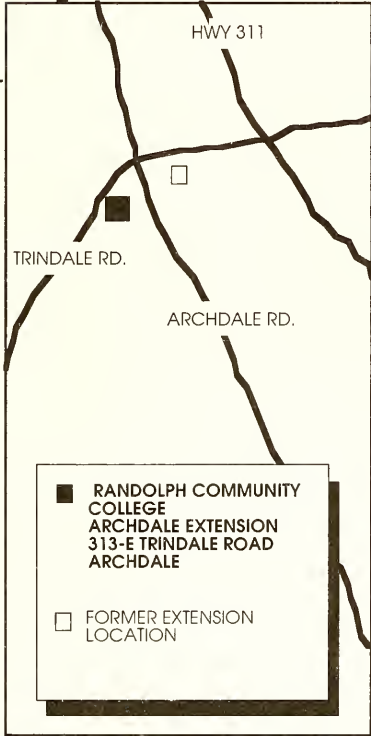 HWY 311
TRINDALE RD.
ARCHDALE RD.
RANDOLPH COMMUNITY
COLLEGE
ARCHDALE EXTENSION
313-E TRINDALE ROAD
ARCHDALE
FORMER EXTENSION
LOCATION